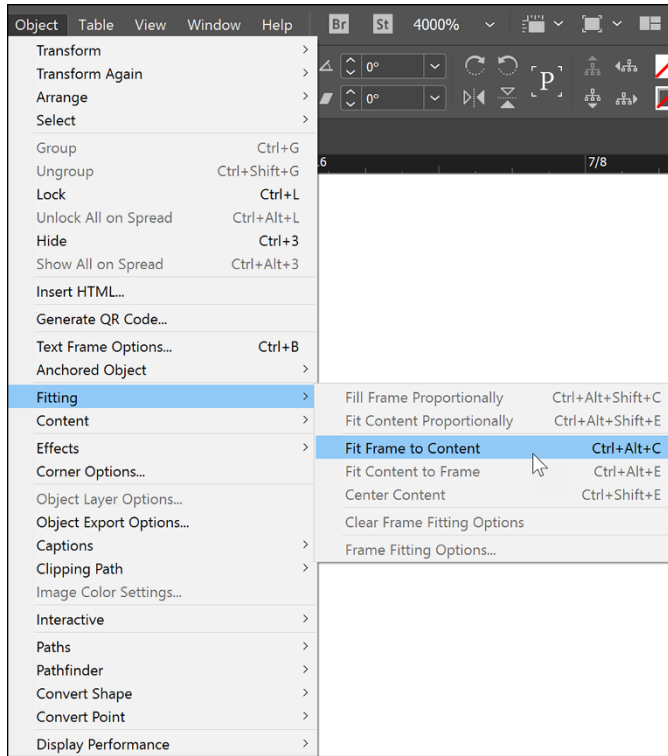 Object Table View Window Help Br St 4000%
Transform
Transform Again
Arrange
Select
0°
0°
P
Group Ctrl+G
Ungroup Ctrl+Shift+G
Lock Ctrl+L
Unlock All on Spread Ctrl+Alt+L
Hide Ctrl+3
Show All on Spread Ctrl+Alt+3
6 7/8
Insert HTML...
Generate QR Code...
Text Frame Options... Ctrl+B
Anchored Object
Fitting
Content
Effects
Corner Options...
Object Layer Options...
Object Export Options...
Captions
Clipping Path
Image Color Settings...
Interactive
Paths
Pathfinder
Convert Shape
Convert Point
Display Performance
Fill Frame Proportionally Ctrl+Alt+Shift+C
Fit Content Proportionally Ctrl+Alt+Shift+E
Fit Frame to Content Ctrl+Alt+C
Fit Content to Frame Ctrl+Alt+E
Center Content Ctrl+Shift+E
Clear Frame Fitting Options
Frame Fitting Options...